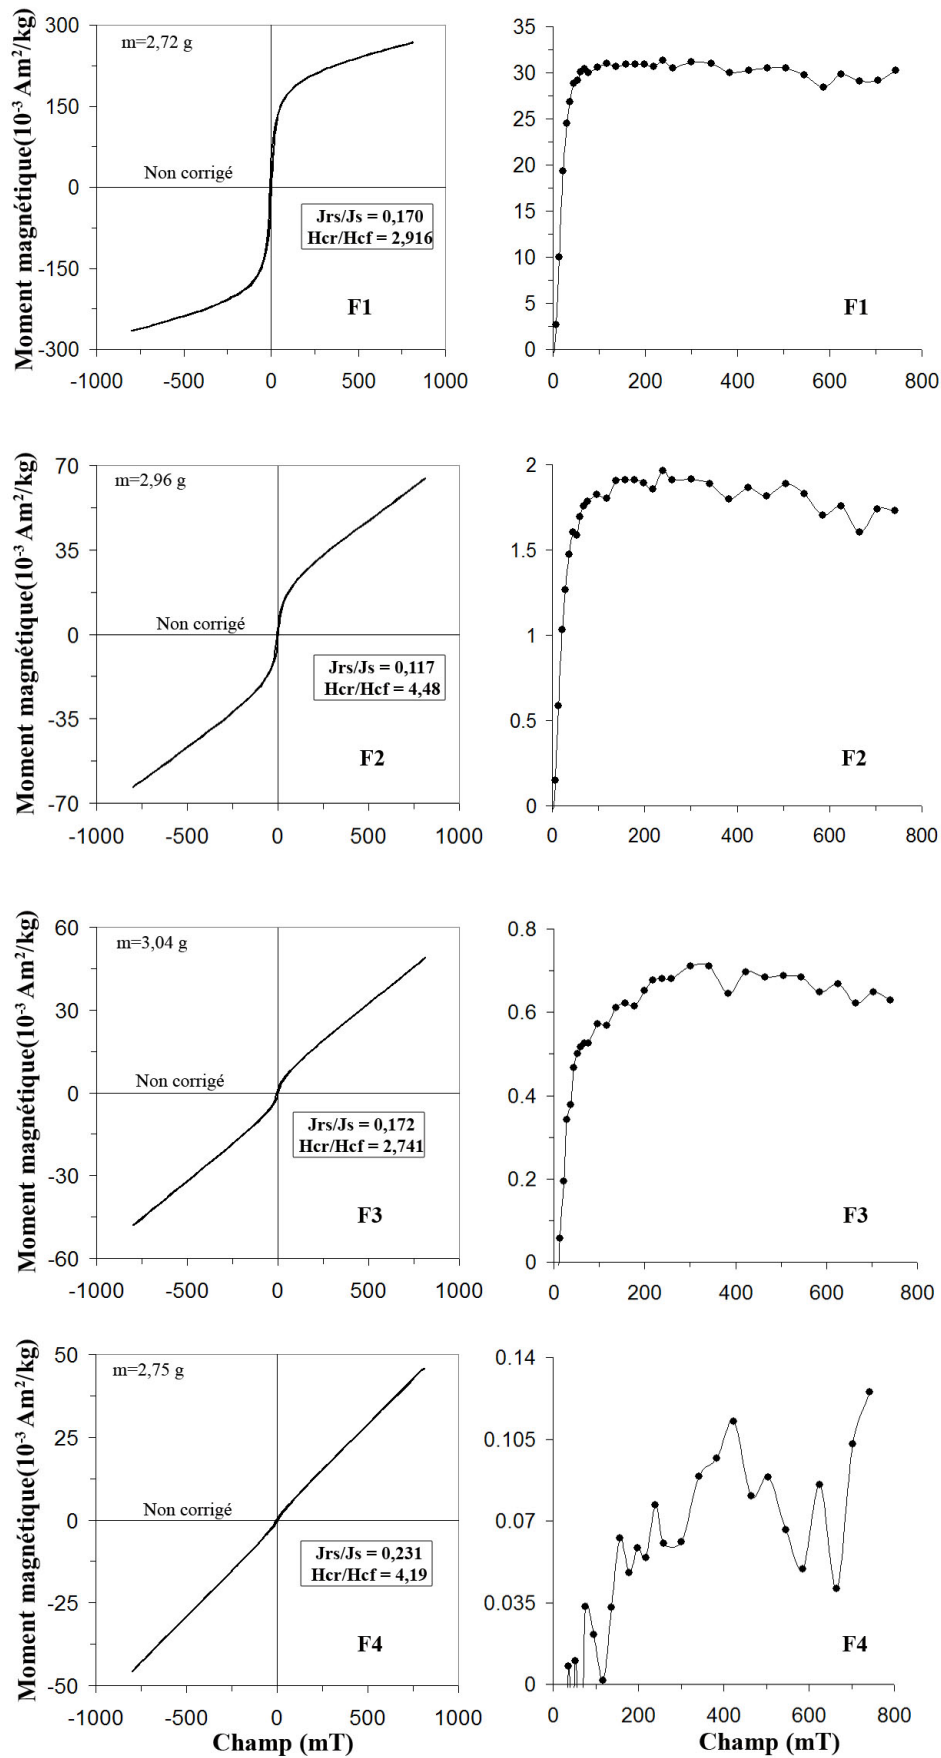 Moment magnétique(10⁻³ Am²/kg)
300
150
0
-150
-300
m=2,72 g
Non corrigé
Jrs/Js = 0,170
Hcr/Hcf = 2,916
F1
-1000 -500 0 500 1000
35
30
25
20
15
10
5
0
F1
0 200 400 600 800
Moment magnétique(10⁻³ Am²/kg)
70
35
0
-35
-70
m=2,96 g
Non corrigé
Jrs/Js = 0,117
Hcr/Hcf = 4,48
F2
-1000 -500 0 500 1000
2
1.5
1
0.5
0
F2
0 200 400 600 800
Moment magnétique(10⁻³ Am²/kg)
60
30
0
-30
-60
m=3,04 g
Non corrigé
Jrs/Js = 0,172
Hcr/Hcf = 2,741
F3
-1000 -500 0 500 1000
0.8
0.6
0.4
0.2
0
F3
0 200 400 600 800
Moment magnétique(10⁻³ Am²/kg)
50
25
0
-25
-50
m=2,75 g
Non corrigé
Jrs/Js = 0,231
Hcr/Hcf = 4,19
F4
-1000 -500 0 500 1000
Champ (mT)
0.14
0.105
0.07
0.035
0
F4
0 200 400 600 800
Champ (mT)